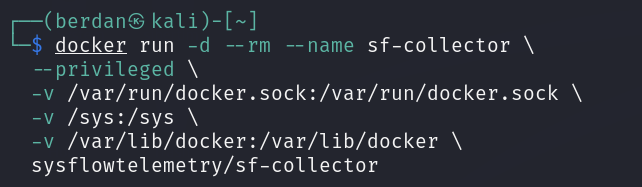 ┌──(berdan㉿kali)-[~]
└─$ docker run -d --rm --name sf-collector \
--privileged \
-v /var/run/docker.sock:/var/run/docker.sock \
-v /sys:/sys \
-v /var/lib/docker:/var/lib/docker \
sysflowtelemetry/sf-collector